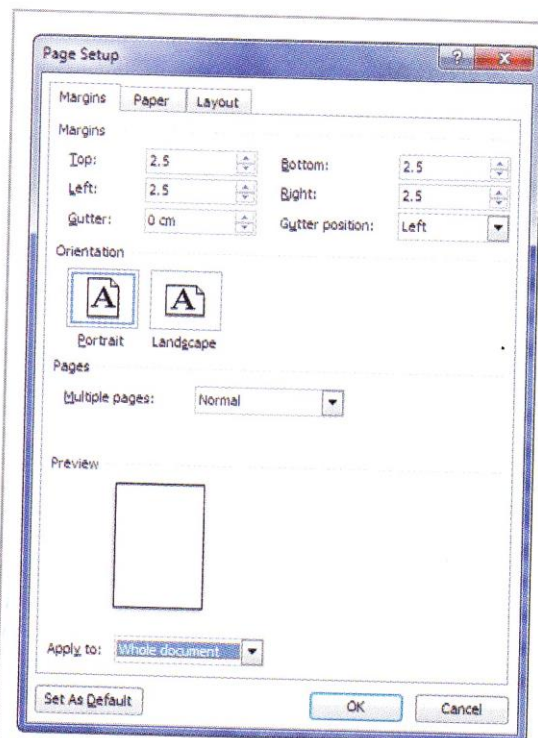 Page Setup
Margins Paper Layout
Margins
Top: 2.5 Bottom: 2.5
Left: 2.5 Right: 2.5
Gutter: 0 cm Gutter position: Left
Orientation
A A
Portrait Landscape
Pages
Multiple pages: Normal
Preview
Apply to: Whole document
Set As Default OK Cancel